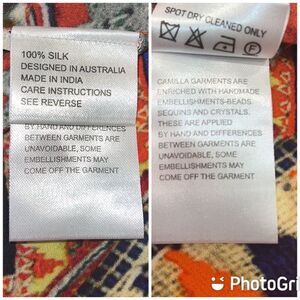 100% SILK
DESIGNED IN AUSTRALIA
MADE IN INDIA
CARE INSTRUCTIONS
SEE REVERSE
BY HAND AND DIFFERENCES
BETWEEN GARMENTS ARE
UNAVOIDABLE, SOME
EMBELLISHMENTS MAY
COME OFF THE GARMENT
SPOT DRY CLEANED ONLY
F
CAMILLA GARMENTS ARE
ENRICHED WITH HANDMADE
EMBELLISHMENTS-BEADS,
SEQUINS AND CRYSTALS.
THESE ARE APPLIED
BY HAND AND DIFFERENCES
BETWEEN GARMENTS ARE
UNAVOIDABLE, SOME
EMBELLISHMENTS MAY
COME OFF THE GARMENT
PhotoGri